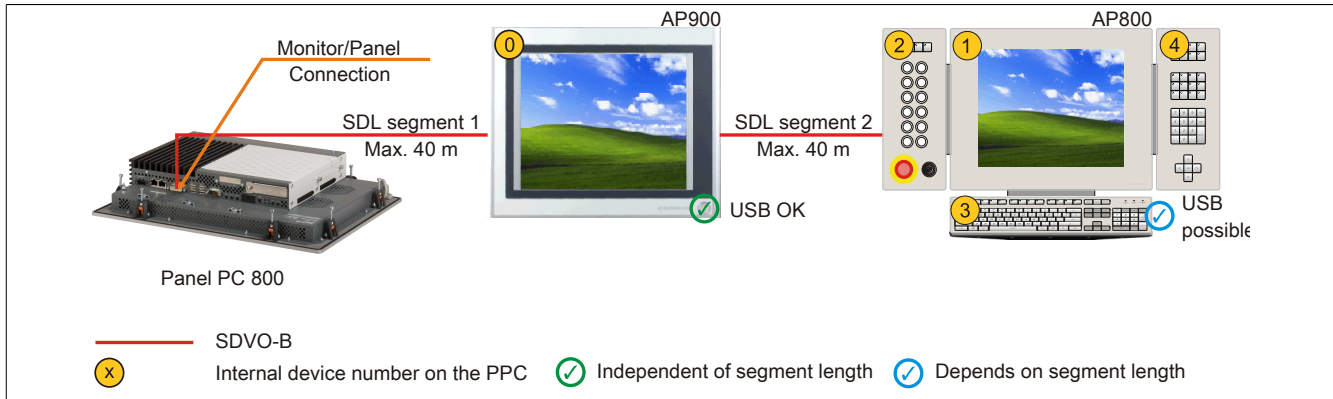 AP900
AP800
Monitor/Panel
Connection
0
2
1
4
SDL segment 1
Max. 40 m
SDL segment 2
Max. 40 m
USB OK
3
USB
possible
Panel PC 800
SDVO-B
x
Internal device number on the PPC
Independent of segment length
Depends on segment length